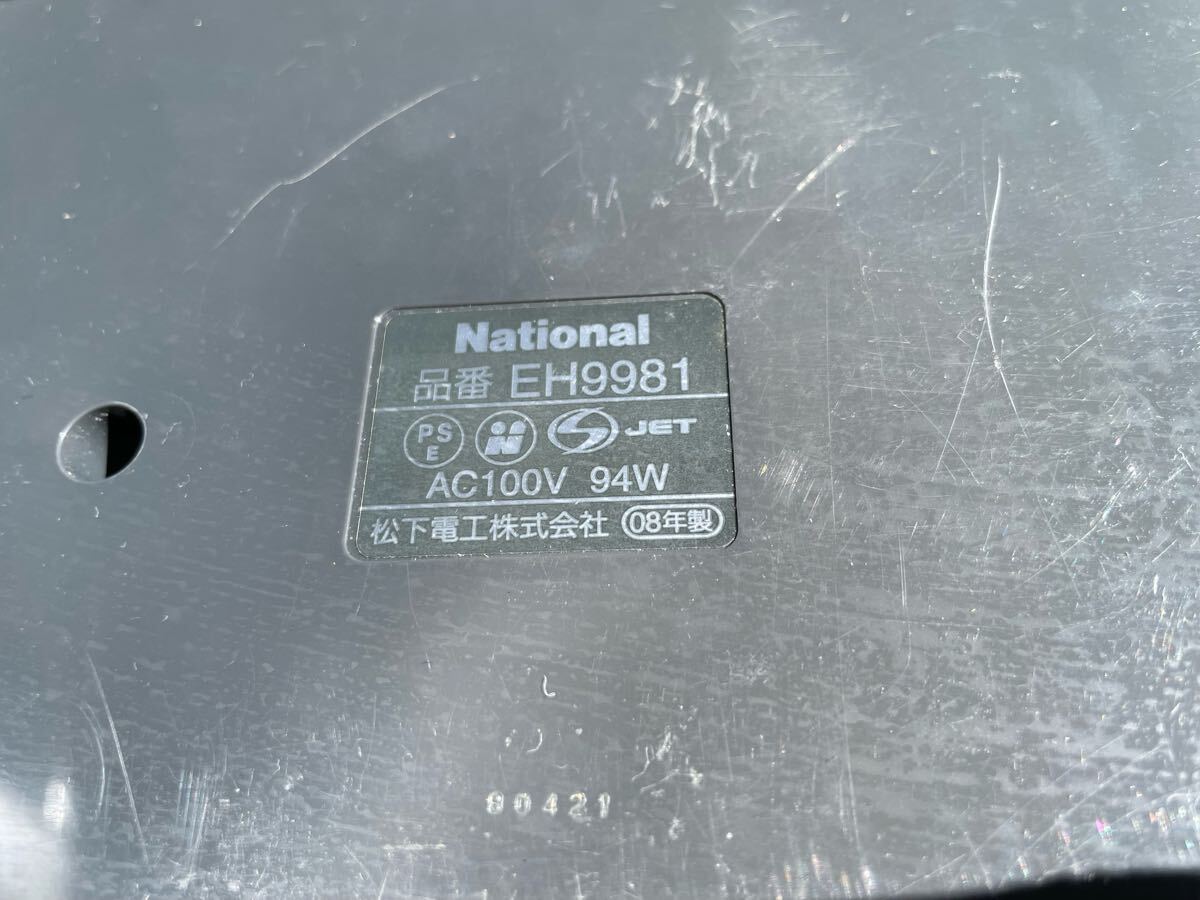 National
品番 EH9981
PS E N S JET
AC100V 94W
松下電工株式会社 08年製
80421